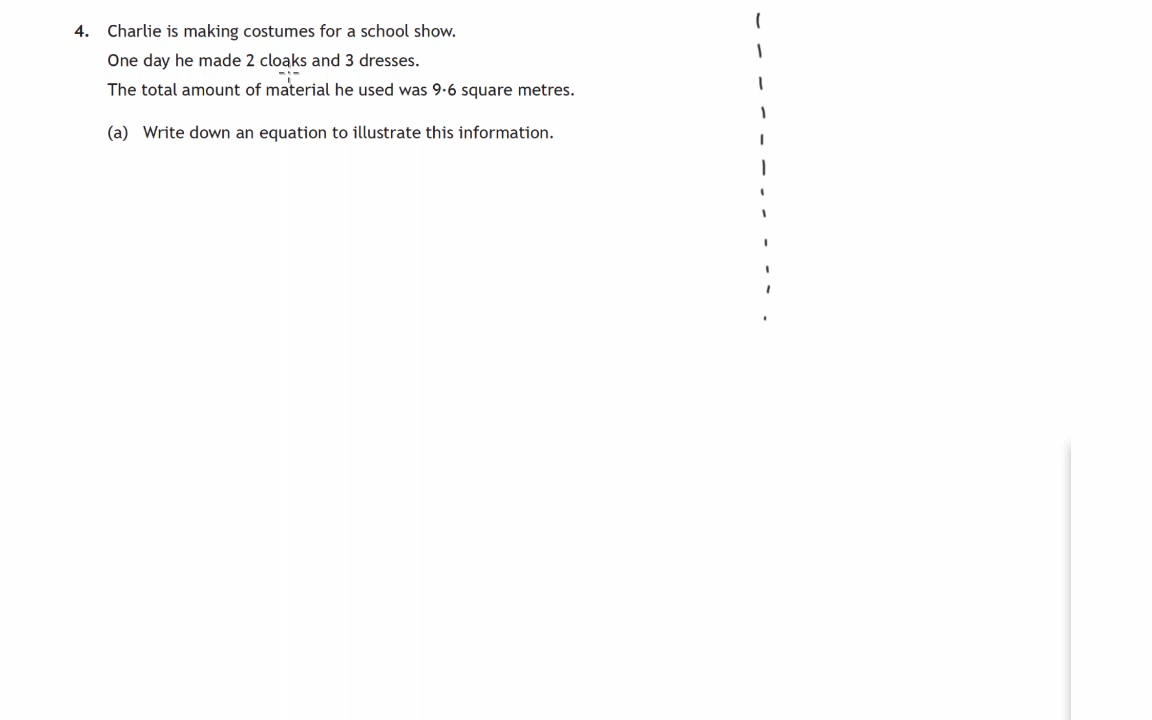 4. Charlie is making costumes for a school show.
One day he made 2 cloaks and 3 dresses.
The total amount of material he used was 9·6 square metres.
(a) Write down an equation to illustrate this information.